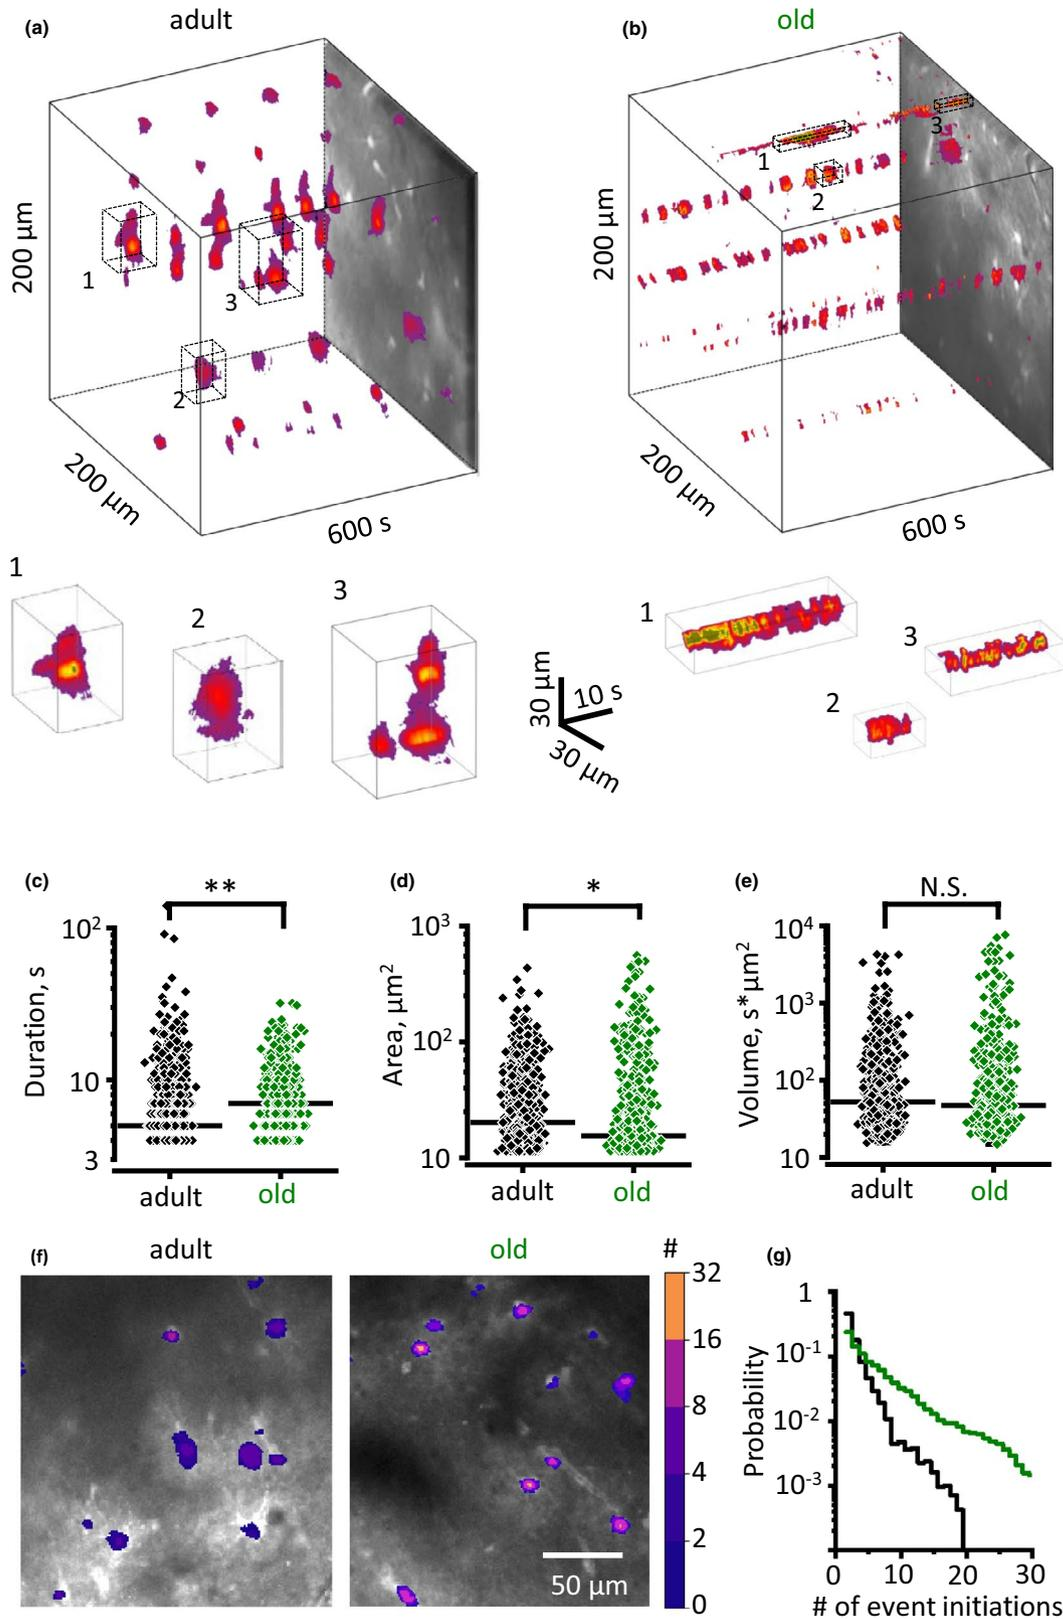 (a) adult
200 µm
1
2
3
200 µm
600 s
(b) old
200 µm
1
2
3
200 µm
600 s
1
2
3
30 µm
10 s
30 µm
1
2
3
(c)
**
Duration, s
10²
10
3
adult
old
(d)
*
Area, µm²
10³
10²
10
adult
old
(e)
N.S.
Volume, s*µm²
10⁴
10³
10²
10
adult
old
(f) adult
old
50 µm
#
32
16
8
4
2
0
(g)
Probability
1
10⁻¹
10⁻²
10⁻³
0 10 20 30
# of event initiations